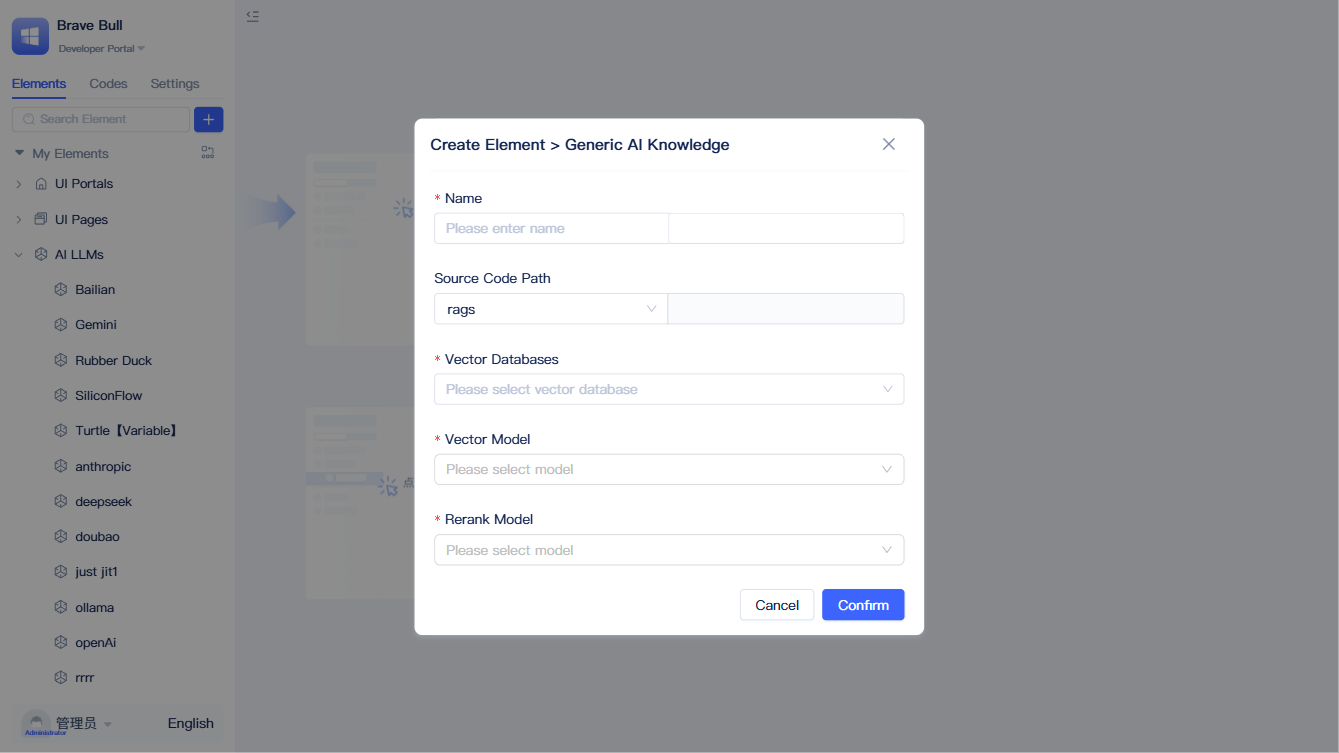 Brave Bull
Developer Portal
Elements Codes Settings
Search Element
My Elements
UI Portals
UI Pages
AI LLMs
Bailian
Gemini
Rubber Duck
SiliconFlow
Turtle【Variable】
anthropic
deepseek
doubao
just jit1
ollama
openAi
rrrr
管理员
Administrator
English
点
Create Element > Generic AI Knowledge
* Name
Please enter name
Source Code Path
rags
* Vector Databases
Please select vector database
* Vector Model
Please select model
* Rerank Model
Please select model
Cancel Confirm